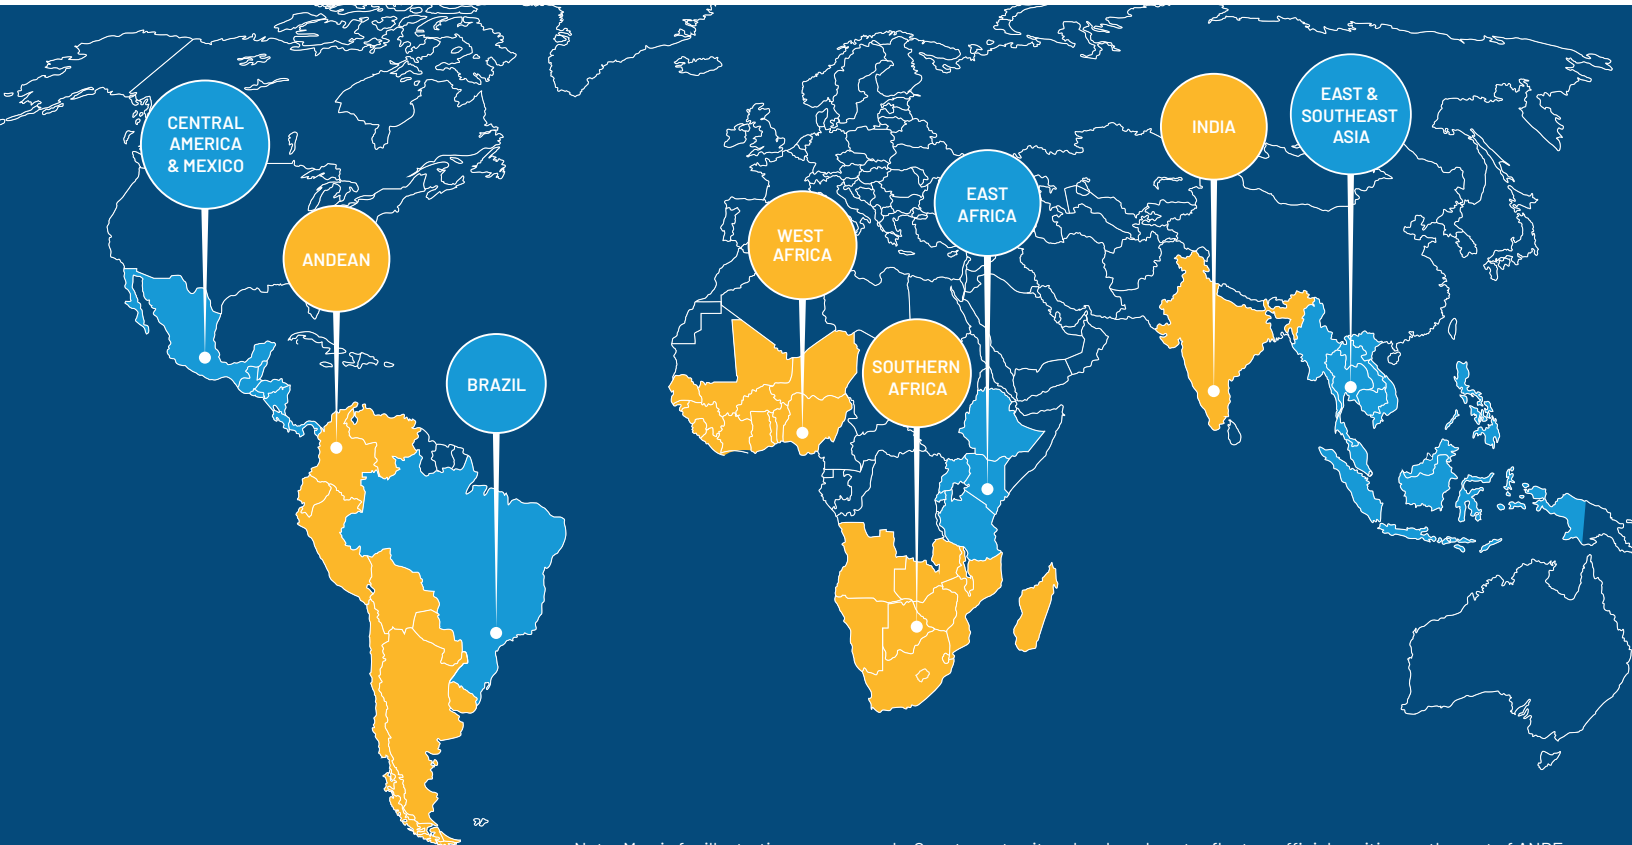 CENTRAL
AMERICA
& MEXICO
ANDEAN
BRAZIL
WEST
AFRICA
SOUTHERN
AFRICA
EAST
AFRICA
INDIA
EAST &
SOUTHEAST
ASIA